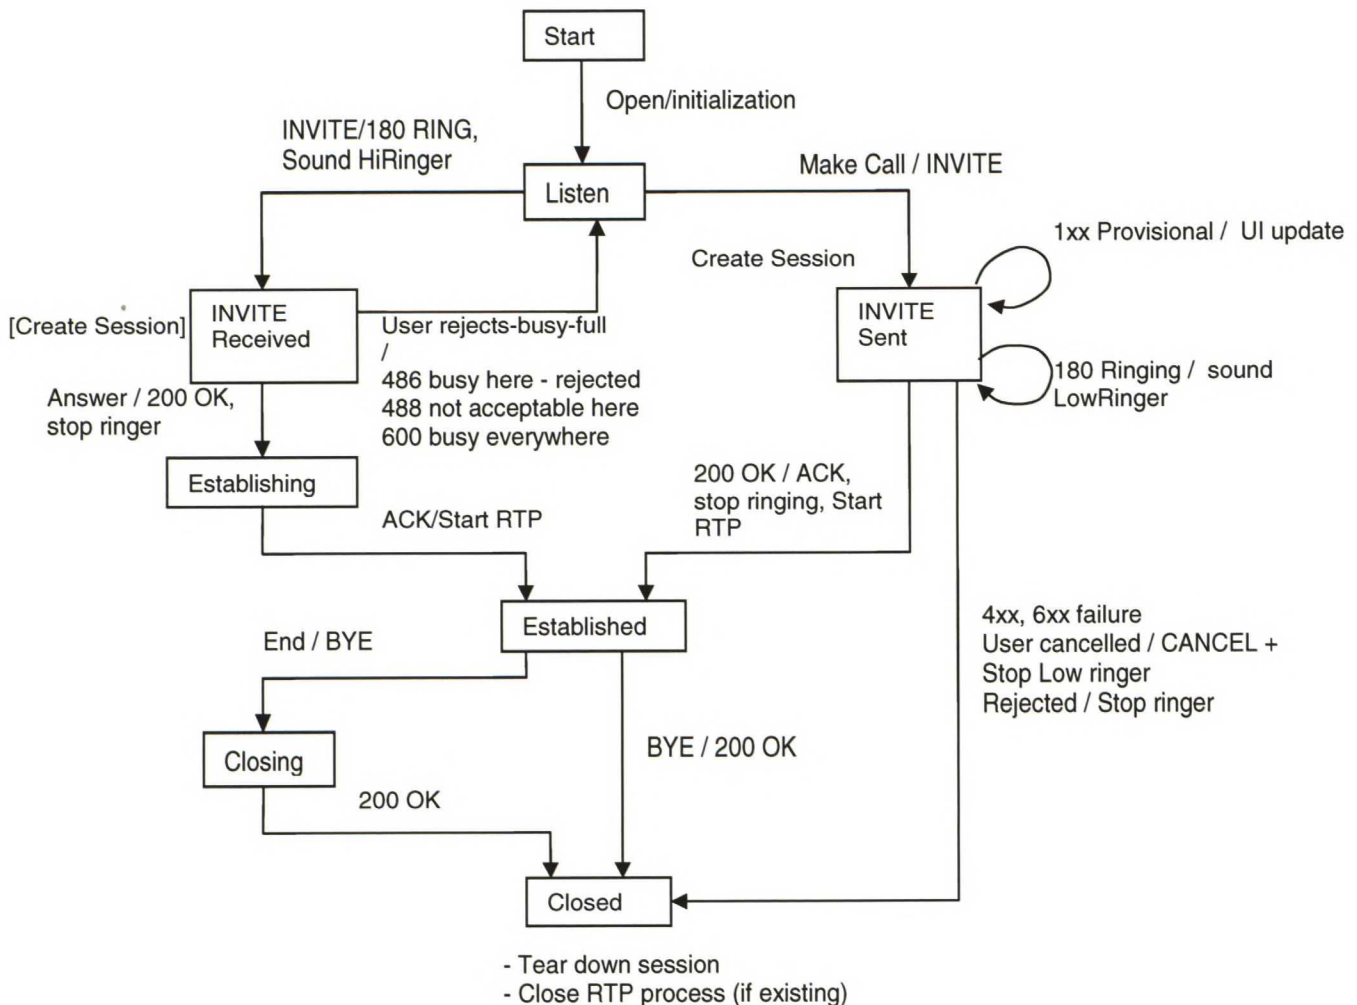 Start
Open/initialization
INVITE/180 RING,
Sound HiRinger
Listen
Make Call / INVITE
1xx Provisional / UI update
Create Session
[Create Session]
INVITE
Received
User rejects-busy-full
/
486 busy here - rejected
488 not acceptable here
600 busy everywhere
INVITE
Sent
180 Ringing / sound
LowRinger
Answer / 200 OK,
stop ringer
Establishing
ACK/Start RTP
200 OK / ACK,
stop ringing, Start
RTP
Established
End / BYE
4xx, 6xx failure
User cancelled / CANCEL +
Stop Low ringer
Rejected / Stop ringer
Closing
BYE / 200 OK
200 OK
Closed
- Tear down session
- Close RTP process (if existing)